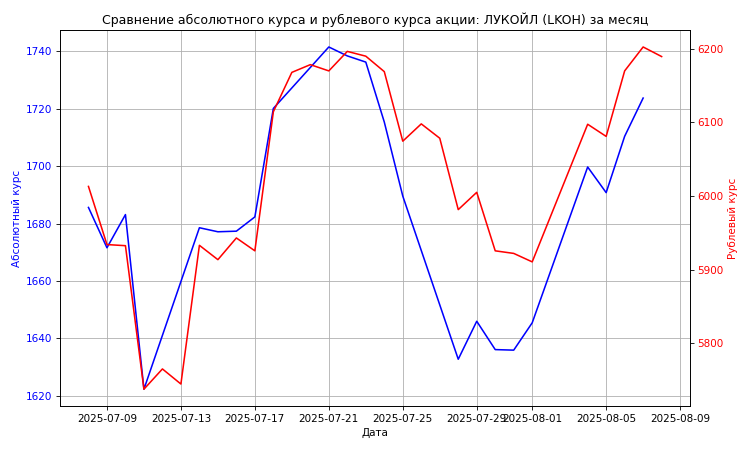 Сравнение абсолютного курса и рублевого курса акции: ЛУКОЙЛ (LKOH) за месяц
1740
1720
1700
1680
1660
1640
1620
Абсолютный курс
6200
6100
6000
5900
5800
Рублевый курс
2025-07-09 2025-07-13 2025-07-17 2025-07-21 2025-07-25 2025-07-29 2025-08-01 2025-08-05 2025-08-09
Дата